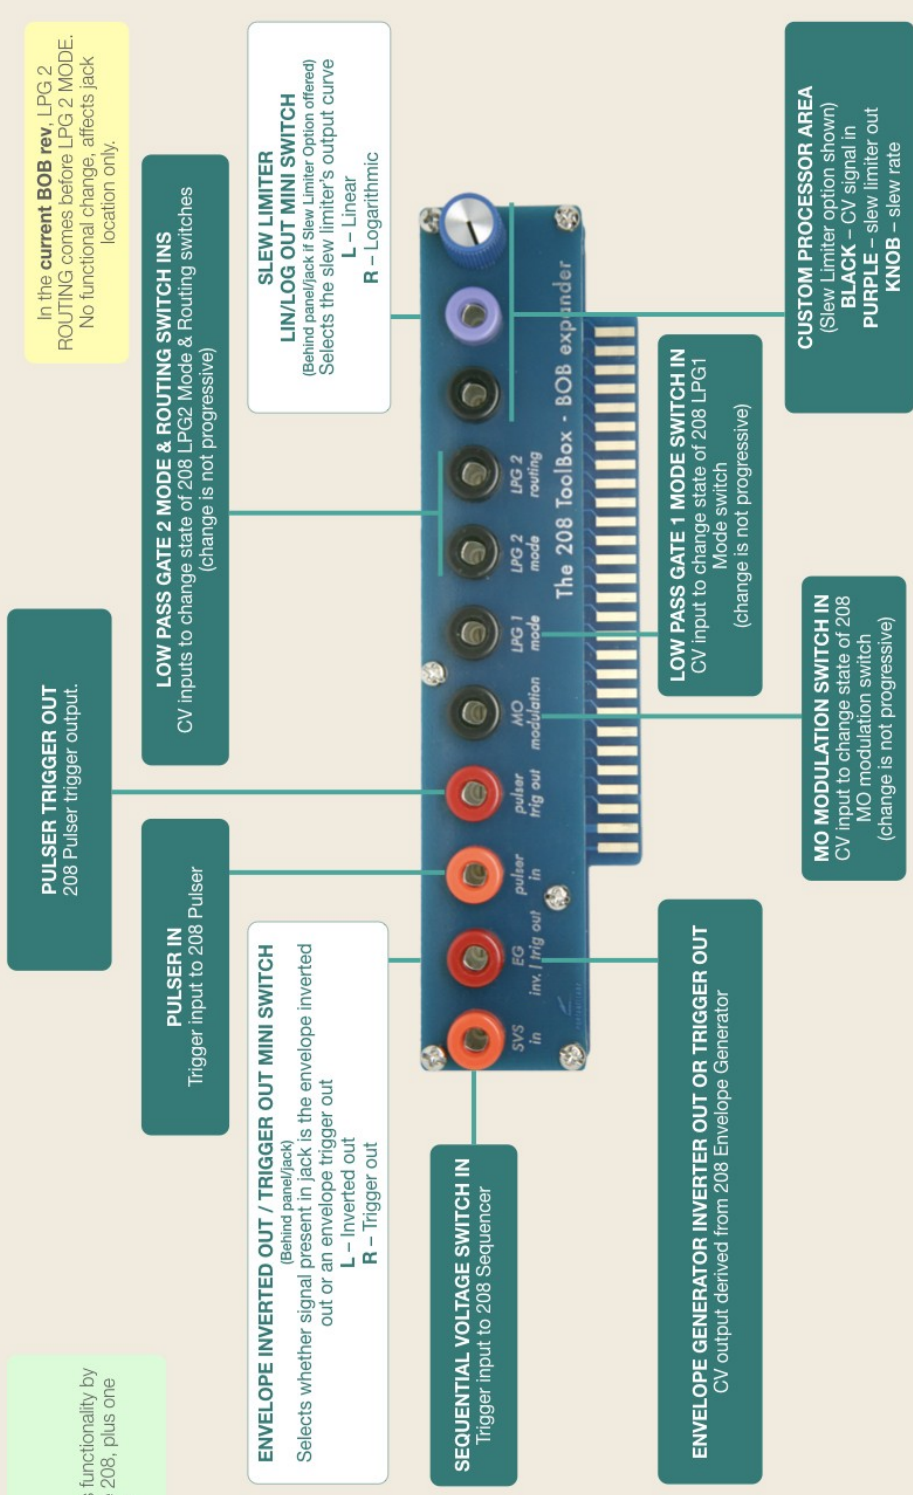 s functionality by
208, plus one
PULSER TRIGGER OUT
208 Pulser trigger output.
In the current BOB rev, LPG 2
ROUTING comes before LPG 2 MODE.
No functional change, affects jack
location only.
PULSER IN
Trigger input to 208 Pulser
LOW PASS GATE 2 MODE & ROUTING SWITCH INS
CV inputs to change state of 208 LPG2 Mode & Routing switches
(change is not progressive)
ENVELOPE INVERTED OUT / TRIGGER OUT MINI SWITCH
(Behind panel/jack)
Selects whether signal present in jack is the envelope inverted
out or an envelope trigger out
L – Inverted out
R – Trigger out
SLEW LIMITER
LIN/LOG OUT MINI SWITCH
(Behind panel/jack if Slew Limiter Option offered)
Selects the slew limiter's output curve
L – Linear
R – Logarithmic
SEQUENTIAL VOLTAGE SWITCH IN
Trigger input to 208 Sequencer
SVS
in
EG
inv. | trig out
pulser
in
pulser
trig out
MO
modulation
LPG 1
mode
LPG 2
mode
LPG 2
routing
The 208 ToolBox - BOB expander
ENVELOPE GENERATOR INVERTER OUT OR TRIGGER OUT
CV output derived from 208 Envelope Generator
LOW PASS GATE 1 MODE SWITCH IN
CV input to change state of 208 LPG1
Mode switch
(change is not progressive)
MO MODULATION SWITCH IN
CV input to change state of 208
MO modulation switch
(change is not progressive)
CUSTOM PROCESSOR AREA
(Slew Limiter option shown)
BLACK – CV signal in
PURPLE – slew limiter out
KNOB – slew rate